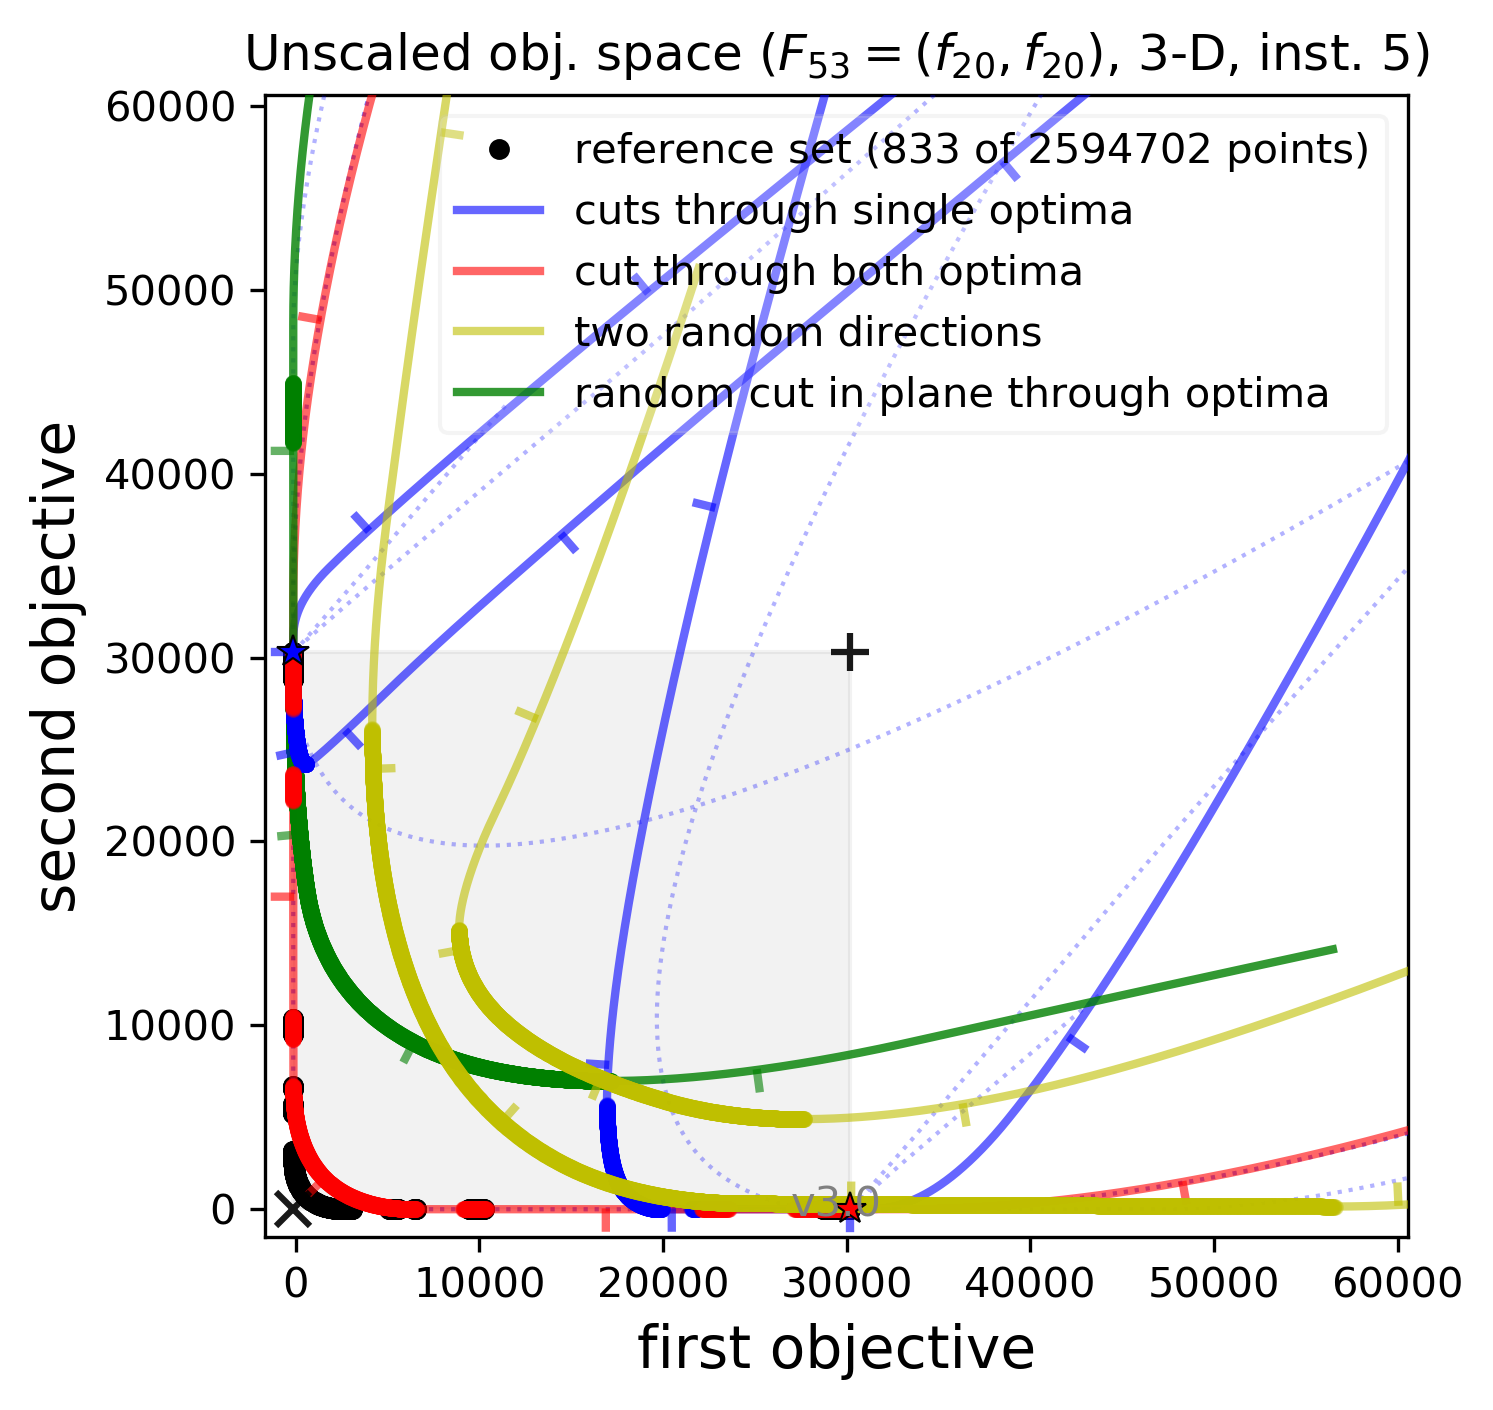 Unscaled obj. space (F₅₃ = (f₂₀, f₂₀), 3-D, inst. 5)
reference set (833 of 2594702 points)
cuts through single optima
cut through both optima
two random directions
random cut in plane through optima
60000
50000
40000
30000
20000
10000
0
second objective
v3.0
0
10000
20000
30000
40000
50000
60000
first objective